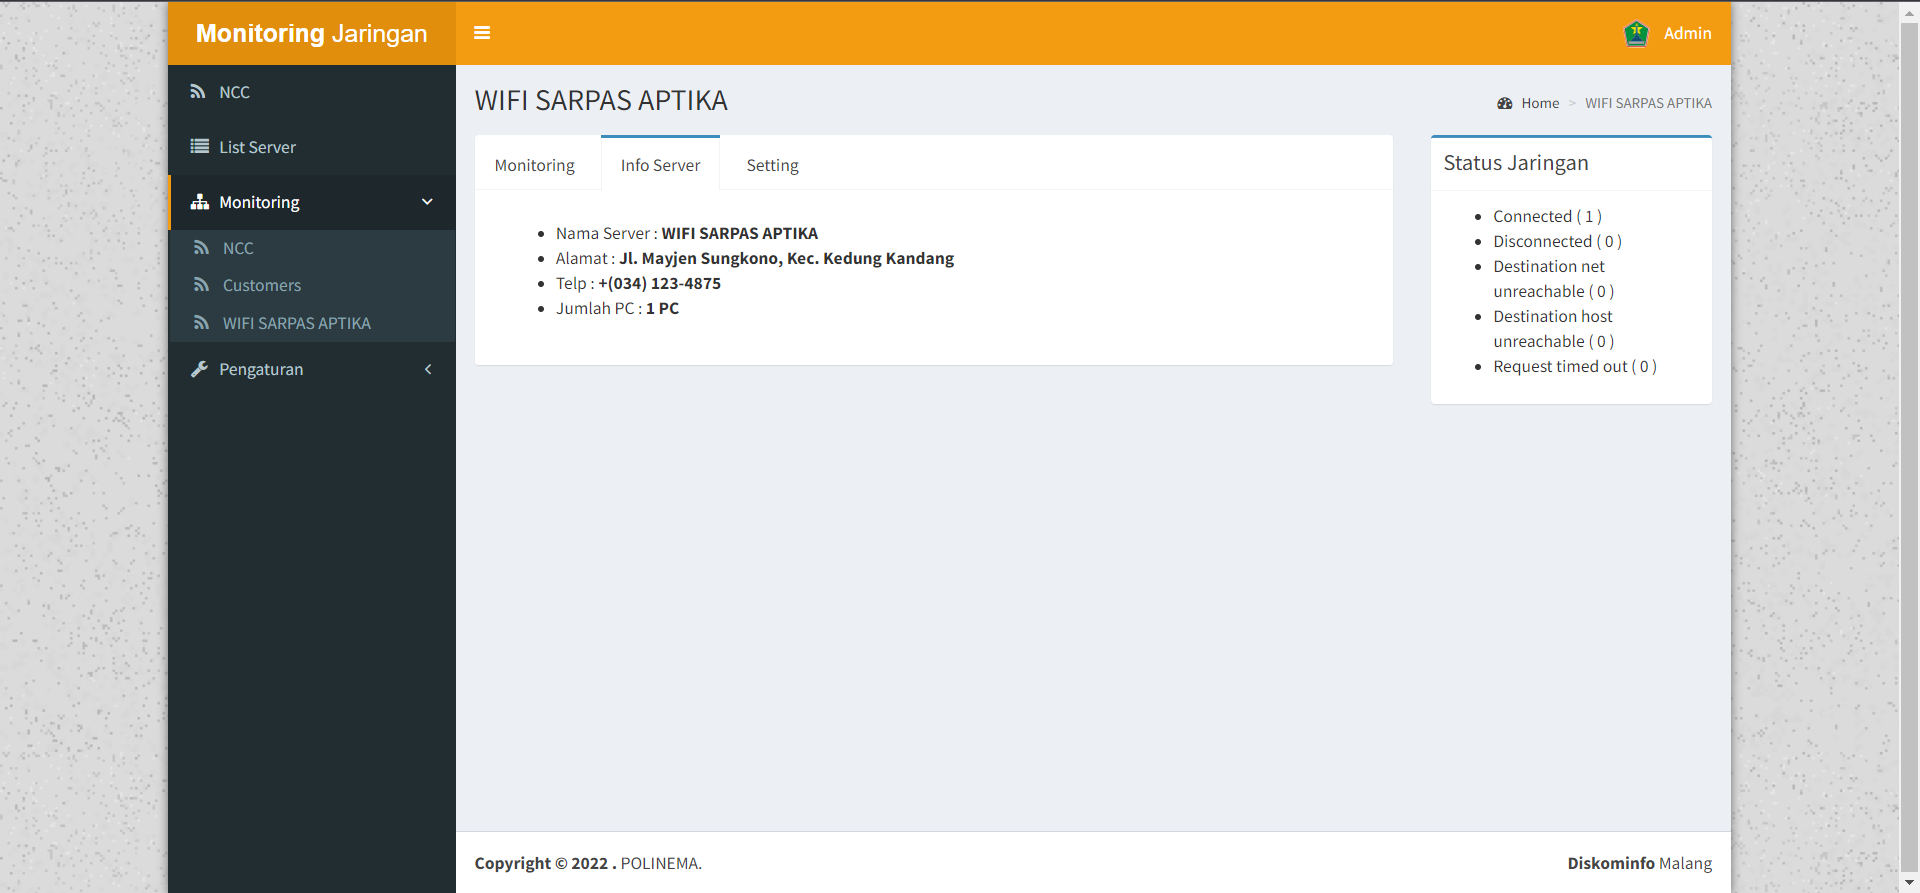 Monitoring Jaringan
Admin
NCC
List Server
Monitoring
NCC
Customers
WIFI SARPAS APTIKA
Pengaturan
WIFI SARPAS APTIKA
Home > WIFI SARPAS APTIKA
Monitoring Info Server Setting
Nama Server : WIFI SARPAS APTIKA
Alamat : Jl. Mayjen Sungkono, Kec. Kedung Kandang
Telp : +(034) 123-4875
Jumlah PC : 1 PC
Status Jaringan
Connected ( 1 )
Disconnected ( 0 )
Destination net
unreachable ( 0 )
Destination host
unreachable ( 0 )
Request timed out ( 0 )
Copyright © 2022 . POLINEMA.
Diskominfo Malang